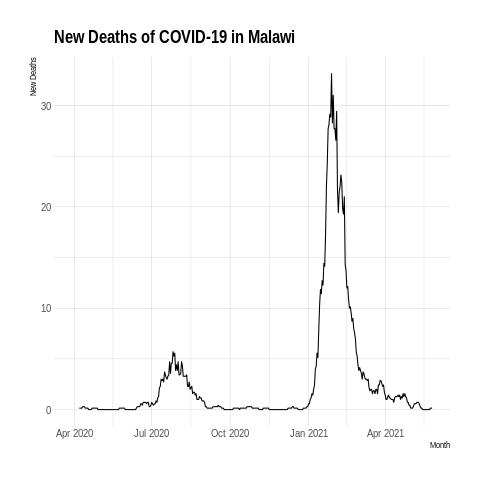 New Deaths of COVID-19 in Malawi
New Deaths
30
20
10
0
Apr 2020 Jul 2020 Oct 2020 Jan 2021 Apr 2021
Month